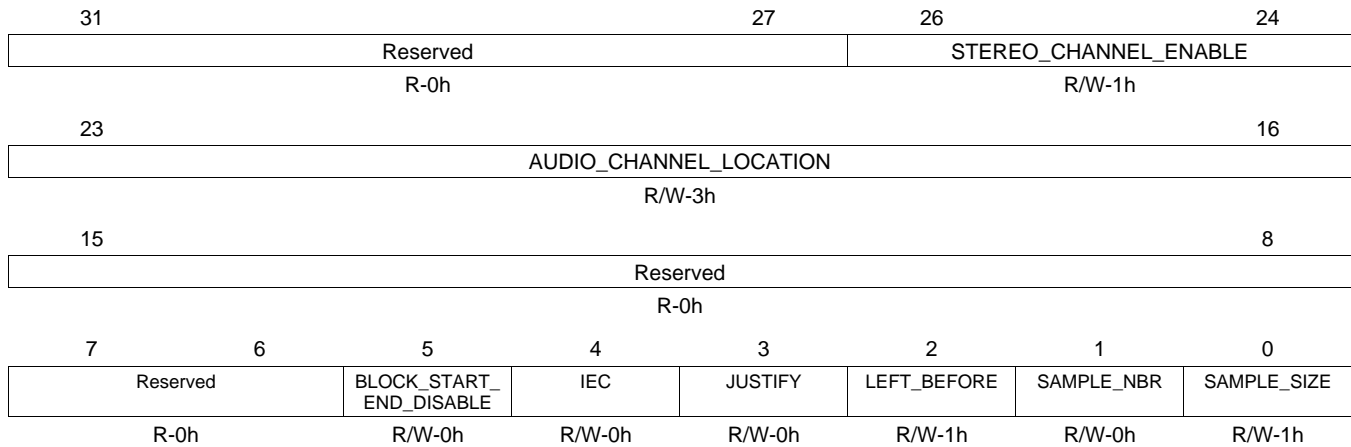 31 27 26 24
Reserved STEREO_CHANNEL_ENABLE
R-0h R/W-1h
23 16
AUDIO_CHANNEL_LOCATION
R/W-3h
15 8
Reserved
R-0h
7 6 5 4 3 2 1 0
Reserved BLOCK_START_ IEC JUSTIFY LEFT_BEFORE SAMPLE_NBR SAMPLE_SIZE
END_DISABLE
R-0h R/W-0h R/W-0h R/W-0h R/W-1h R/W-0h R/W-1h